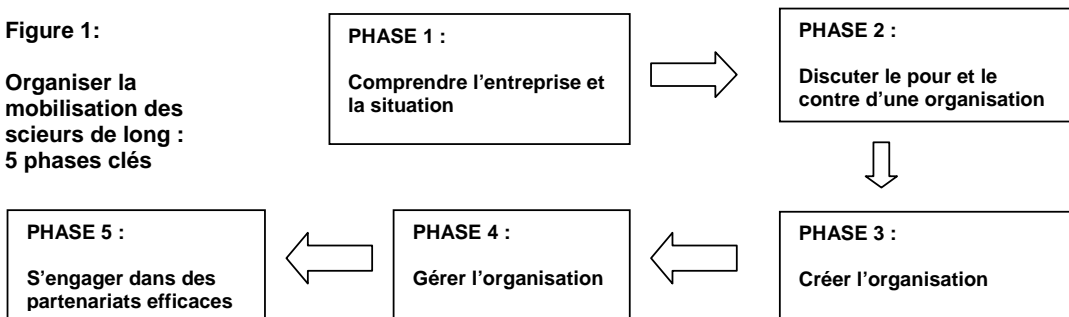 Figure 1:
Organiser la
mobilisation des
scieurs de long :
5 phases clés
PHASE 1 :
Comprendre l’entreprise et
la situation
PHASE 2 :
Discuter le pour et le
contre d’une organisation
PHASE 3 :
Créer l’organisation
PHASE 4 :
Gérer l’organisation
PHASE 5 :
S’engager dans des
partenariats efficaces